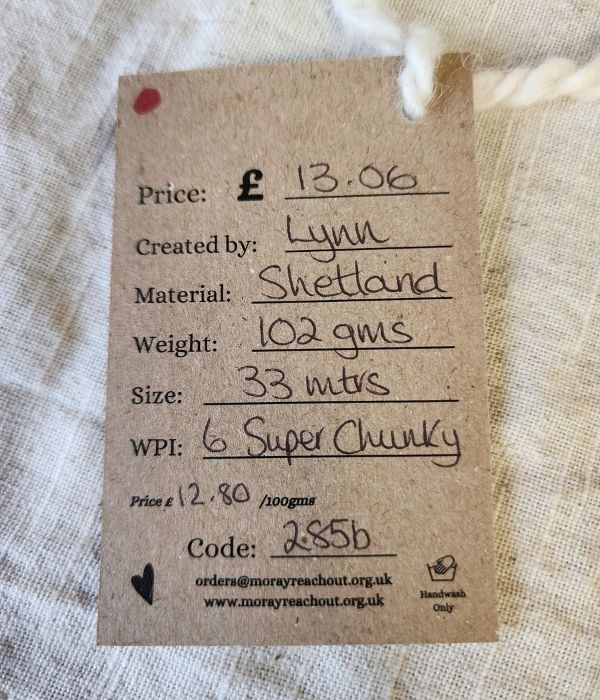 Price: £ 13.06
Created by: Lynn
Material: Shetland
Weight: 102 gms
Size: 33 mtrs
WPI: 6 Super Chunky
Price £ 12.80 /100gms
Code: 285b
orders@morayreachout.org.uk
www.morayreachout.org.uk
Handwash
Only